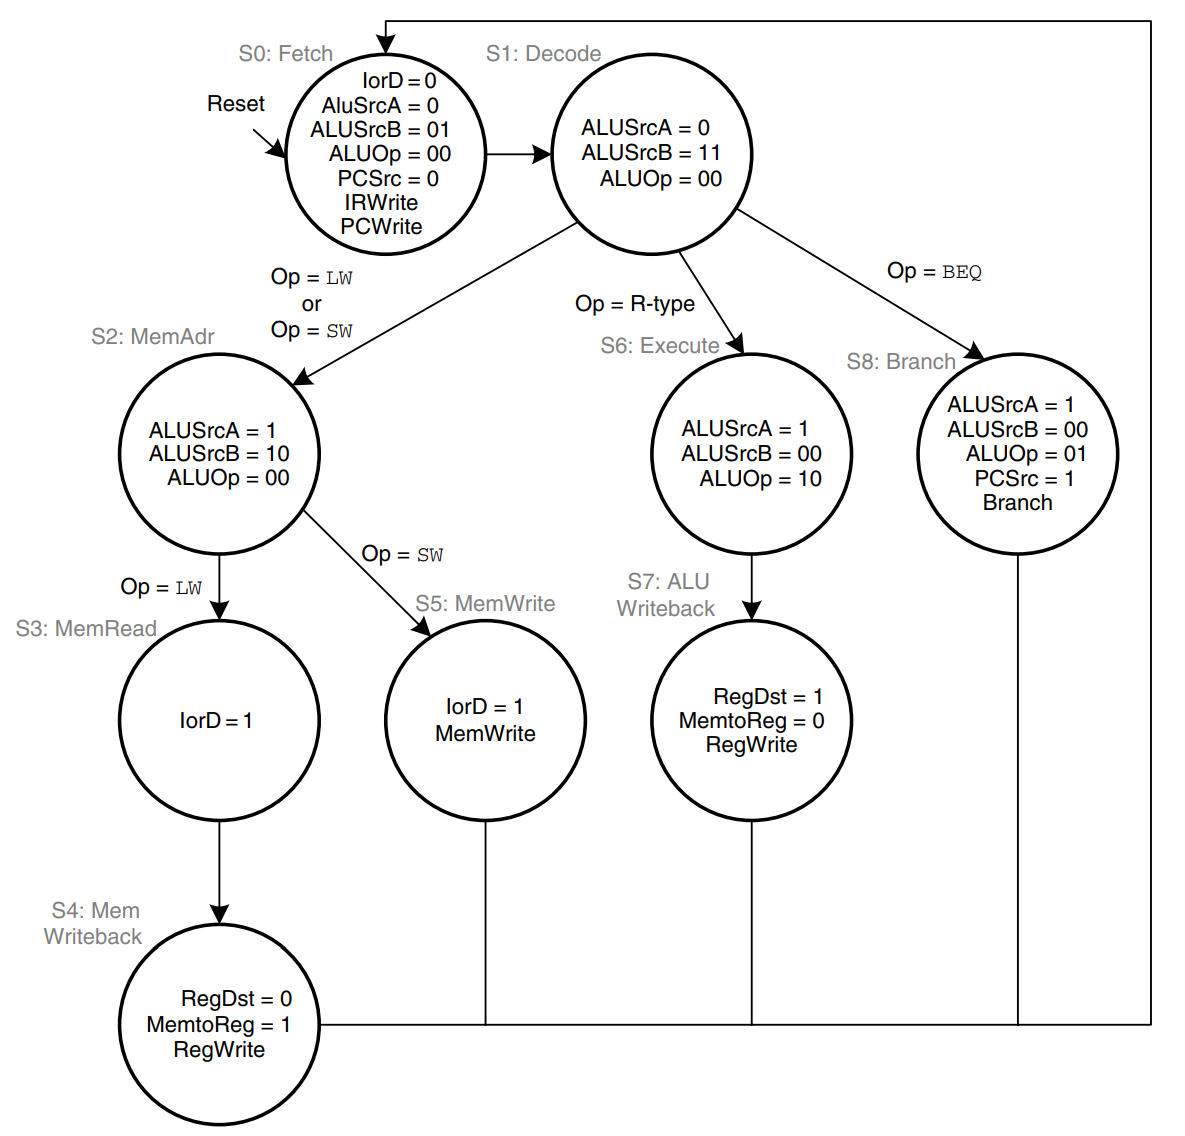 S0: Fetch
S1: Decode
Reset
IorD = 0
AluSrcA = 0
ALUSrcB = 01
ALUOp = 00
PCSrc = 0
IRWrite
PCWrite
ALUSrcA = 0
ALUSrcB = 11
ALUOp = 00
Op = LW
or
Op = SW
Op = R-type
Op = BEQ
S2: MemAdr
S6: Execute
S8: Branch
ALUSrcA = 1
ALUSrcB = 10
ALUOp = 00
ALUSrcA = 1
ALUSrcB = 00
ALUOp = 10
ALUSrcA = 1
ALUSrcB = 00
ALUOp = 01
PCSrc = 1
Branch
Op = LW
Op = SW
S3: MemRead
S5: MemWrite
S7: ALU
Writeback
IorD = 1
IorD = 1
MemWrite
RegDst = 1
MemtoReg = 0
RegWrite
S4: Mem
Writeback
RegDst = 0
MemtoReg = 1
RegWrite